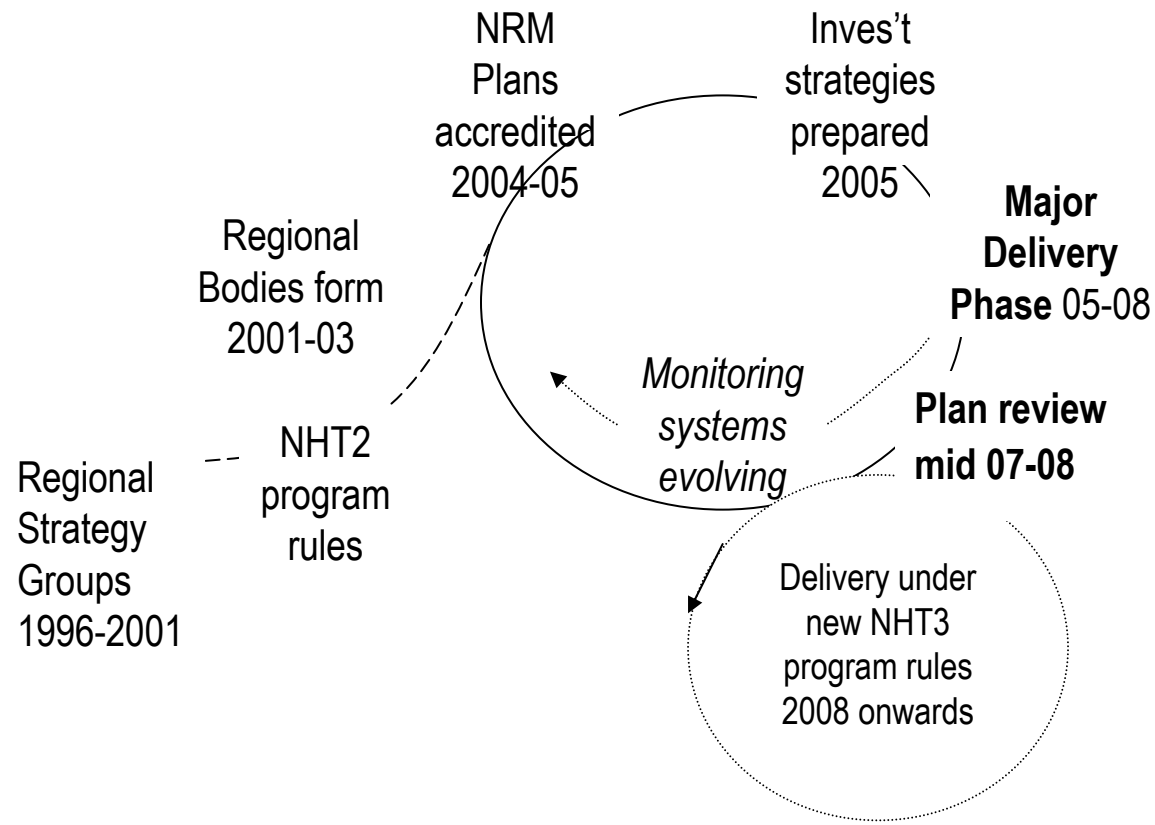 NRM
Plans
accredited
2004-05
Inves't
strategies
prepared
2005
Major
Delivery
Phase 05-08
Regional
Bodies form
2001-03
Monitoring
systems
evolving
Plan review
mid 07-08
NHT2
program
rules
Regional
Strategy
Groups
1996-2001
Delivery under
new NHT3
program rules
2008 onwards